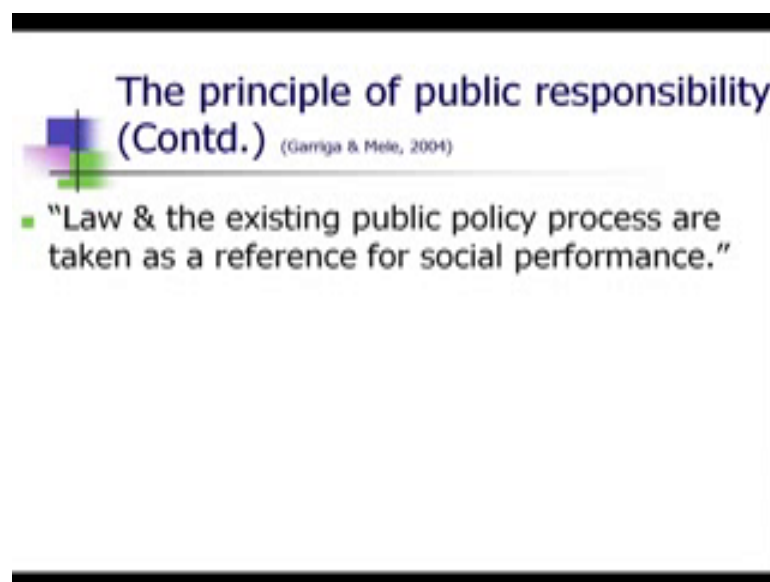 The principle of public responsibility
(Contd.) (Garriga & Mele, 2004)
“Law & the existing public policy process are
taken as a reference for social performance.”